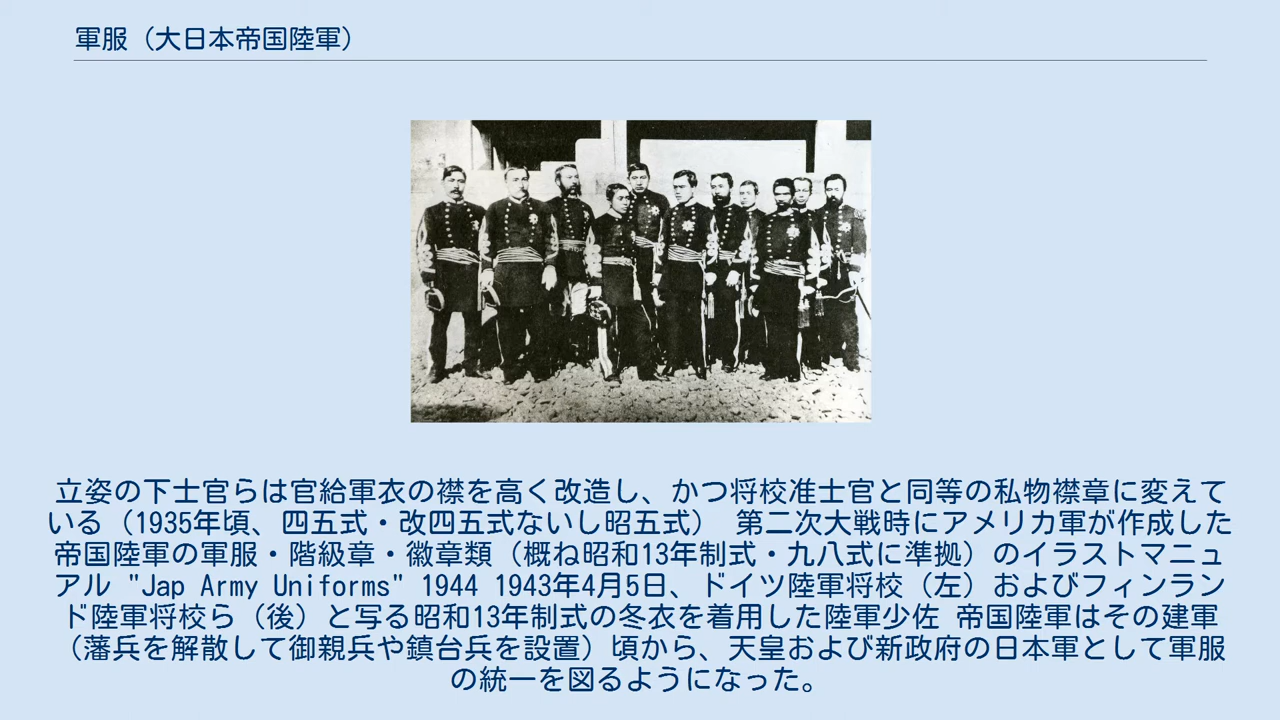 軍服（大日本帝国陸軍）
立姿の下士官らは官給軍衣の襟を高く改造し、かつ将校准士官と同等の私物襟章に変えて
いる（1935年頃、四五式・改四五式ないし昭五式） 第二次大戦時にアメリカ軍が作成した
帝国陸軍の軍服・階級章・徽章類（概ね昭和13年制式・九八式に準拠）のイラストマニュ
アル "Jap Army Uniforms" 1944 1943年4月5日、ドイツ陸軍将校（左）およびフィンラン
ド陸軍将校ら（後）と写る昭和13年制式の冬衣を着用した陸軍少佐 帝国陸軍はその建軍
（藩兵を解散して御親兵や鎮台兵を設置）頃から、天皇および新政府の日本軍として軍服
の統一を図るようになった。